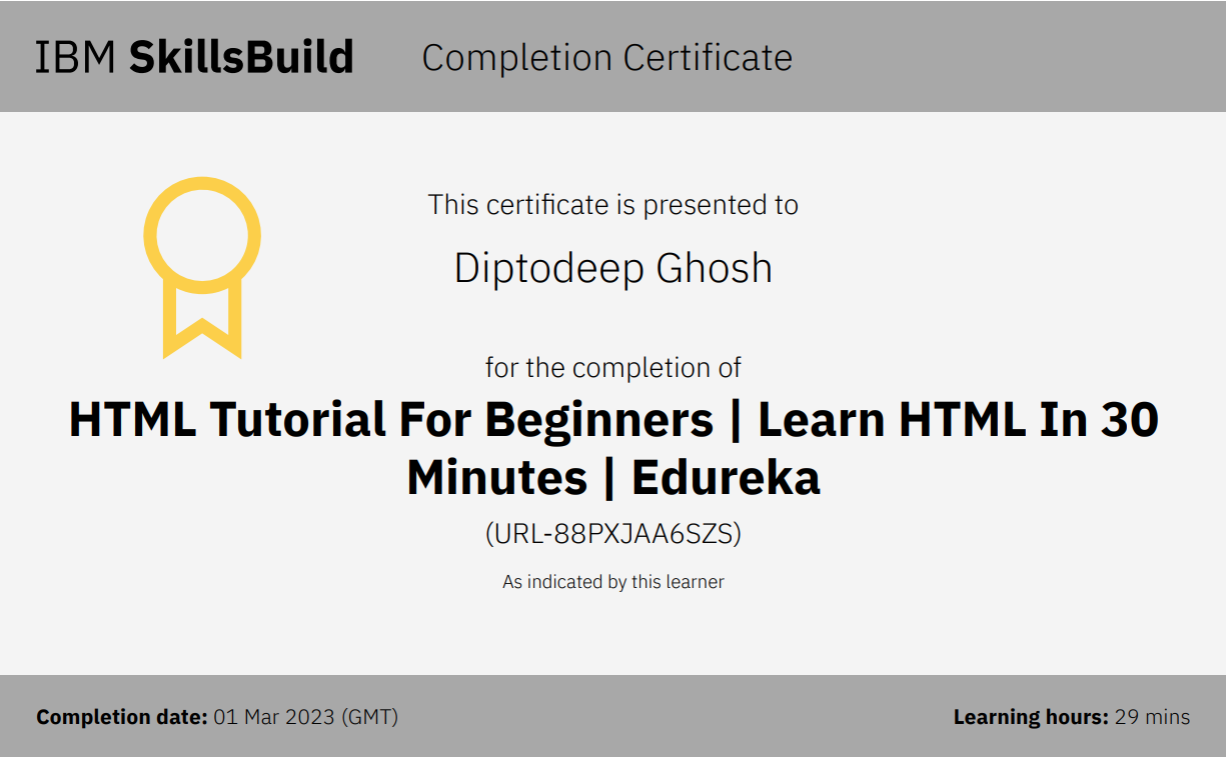 IBM SkillsBuild Completion Certificate
This certificate is presented to
Diptodeep Ghosh
for the completion of
HTML Tutorial For Beginners | Learn HTML In 30
Minutes | Edureka
(URL-88PXJAA6SZS)
As indicated by this learner
Completion date: 01 Mar 2023 (GMT)
Learning hours: 29 mins